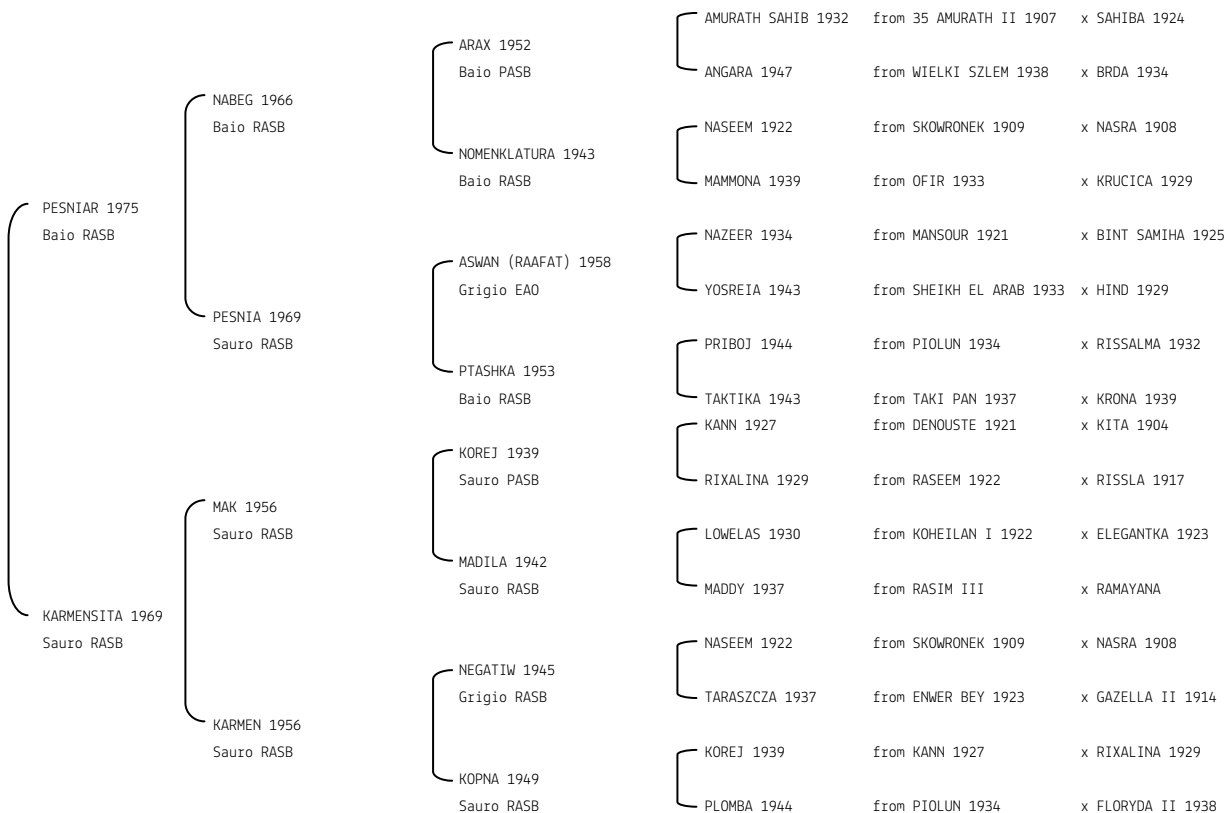 AMURATH SAHIB 1932 from 35 AMURATH II 1907 x SAHIBA 1924
ARAX 1952
Baio PASB
ANGARA 1947 from WIELKI SZLEM 1938 x BRDA 1934
NABEG 1966
Baio RASB
NASEEM 1922 from SKOWRONEK 1909 x NASRA 1908
NOMENKLATURA 1943
Baio RASB
MAMMONA 1939 from OFIR 1933 x KRUCICA 1929
PESNIAR 1975
Baio RASB
NAZEER 1934 from MANSOUR 1921 x BINT SAMIHA 1925
ASWAN (RAAFAT) 1958
Grigio EAO
YOSREIA 1943 from SHEIKH EL ARAB 1933 x HIND 1929
PESNIA 1969
Sauro RASB
PRIBOJ 1944 from PIOLUN 1934 x RISSALMA 1932
PTASHKA 1953
Baio RASB
TAKTIKA 1943 from TAKI PAN 1937 x KRONA 1939
KANN 1927 from DENOUSTE 1921 x KITA 1904
KOREJ 1939
Sauro PASB
RIXALINA 1929 from RASEEM 1922 x RISSLA 1917
MAK 1956
Sauro RASB
LOWELAS 1930 from KOHEILAN I 1922 x ELEGANTKA 1923
MADILA 1942
Sauro RASB
MADDY 1937 from RASIM III x RAMAYANA
KARMENSITA 1969
Sauro RASB
NASEEM 1922 from SKOWRONEK 1909 x NASRA 1908
NEGATIW 1945
Grigio RASB
TARASZCZA 1937 from ENWER BEY 1923 x GAZELLA II 1914
KARMEN 1956
Sauro RASB
KOREJ 1939 from KANN 1927 x RIXALINA 1929
KOPNA 1949
Sauro RASB
PLOMBA 1944 from PIOLUN 1934 x FLORYDA II 1938